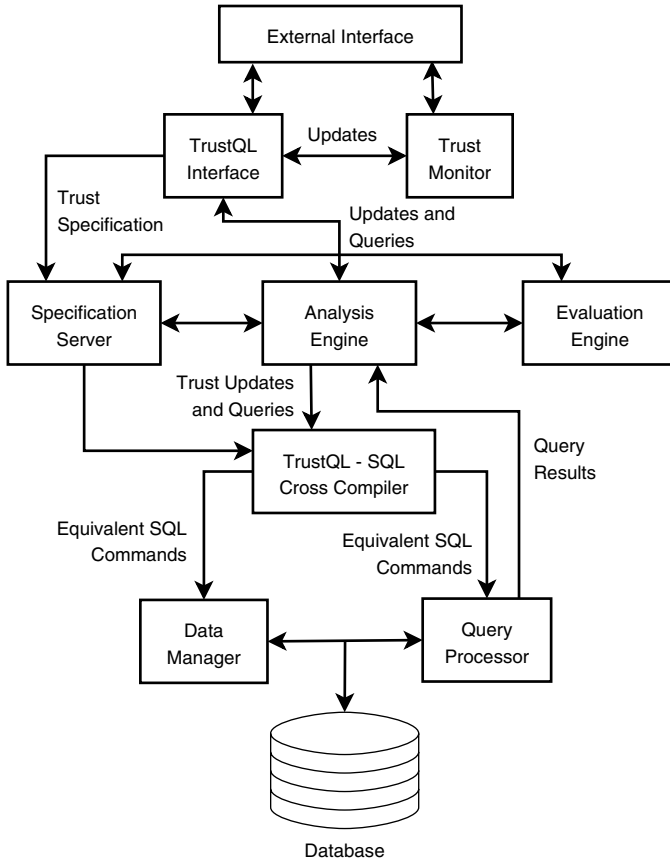 External Interface
TrustQL
Interface
Updates
Trust
Monitor
Trust
Specification
Updates and
Queries
Specification
Server
Analysis
Engine
Evaluation
Engine
Trust Updates
and Queries
Query
Results
TrustQL - SQL
Cross Compiler
Equivalent SQL
Commands
Equivalent SQL
Commands
Data
Manager
Query
Processor
Database